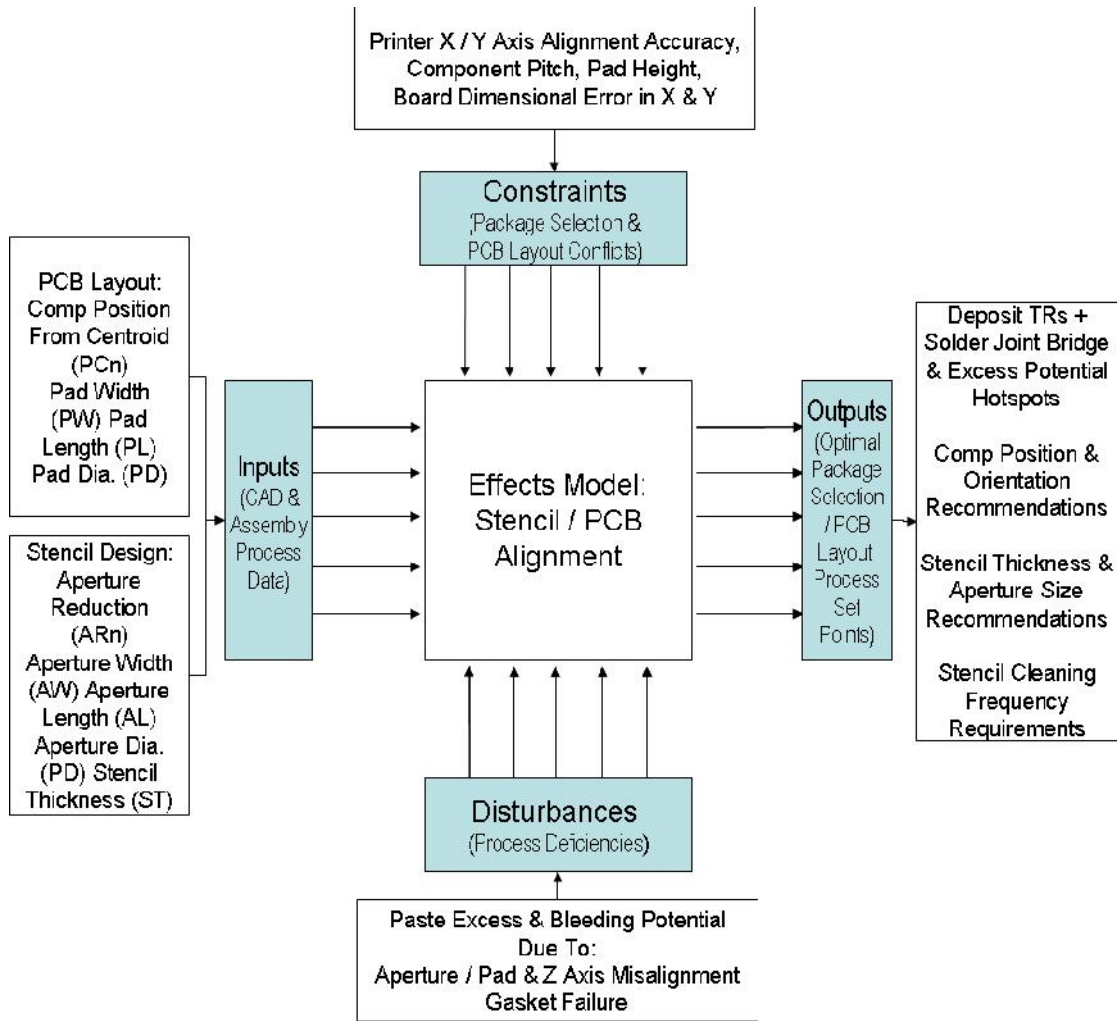 Printer X / Y Axis Alignment Accuracy,
Component Pitch, Pad Height,
Board Dimensional Error in X & Y
Constraints
(Package Selecton &
PCB Layout Conflicts)
PCB Layout:
Comp Position
From Centroid
(PCn)
Pad Width
(PW) Pad
Length (PL)
Pad Dia. (PD)
Stencil Design:
Aperture
Reduction
(ARn)
Aperture Width
(AW) Aperture
Length (AL)
Aperture Dia.
(PD) Stencil
Thickness (ST)
Inputs
(CAD &
Assembly
Process
Data)
Effects Model:
Stencil / PCB
Alignment
Outputs
(Optimal
Package
Selection
/ PCB
Layout
Process
Set
Points)
Deposit TRs +
Solder Joint Bridge
& Excess Potential
Hotspots
Comp Position &
Orientation
Recommendations
Stencil Thickness &
Aperture Size
Recommendations
Stencil Cleaning
Frequency
Requirements
Disturbances
(Process Deficiencies)
Paste Excess & Bleeding Potential
Due To:
Aperture / Pad & Z Axis Misalignment
Gasket Failure